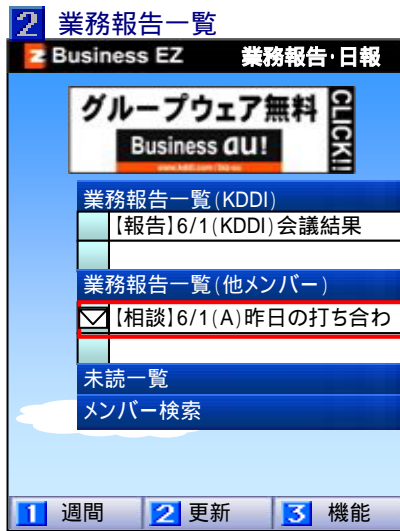 2 業務報告一覧
Business EZ 業務報告・日報
グループウェア無料
Business au!
CLICK!!
業務報告一覧(KDDI)
【報告】6/1(KDDI)会議結果
業務報告一覧(他メンバー)
【相談】6/1(A)昨日の打ち合わ
未読一覧
メンバー検索
1 週間 2 更新 3 機能